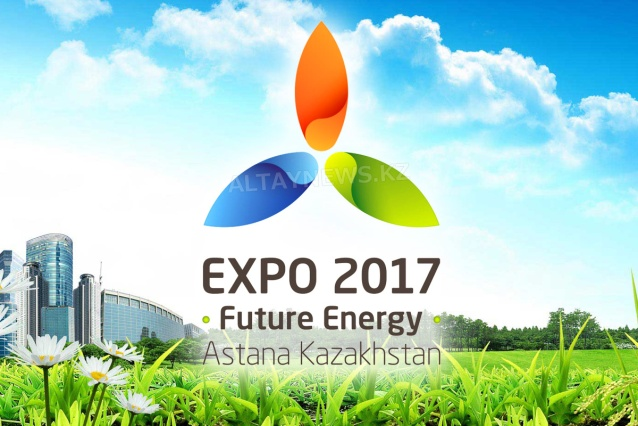 ALTAYNEWS.KZ
EXPO 2017
• Future Energy •
Astana Kazakhstan